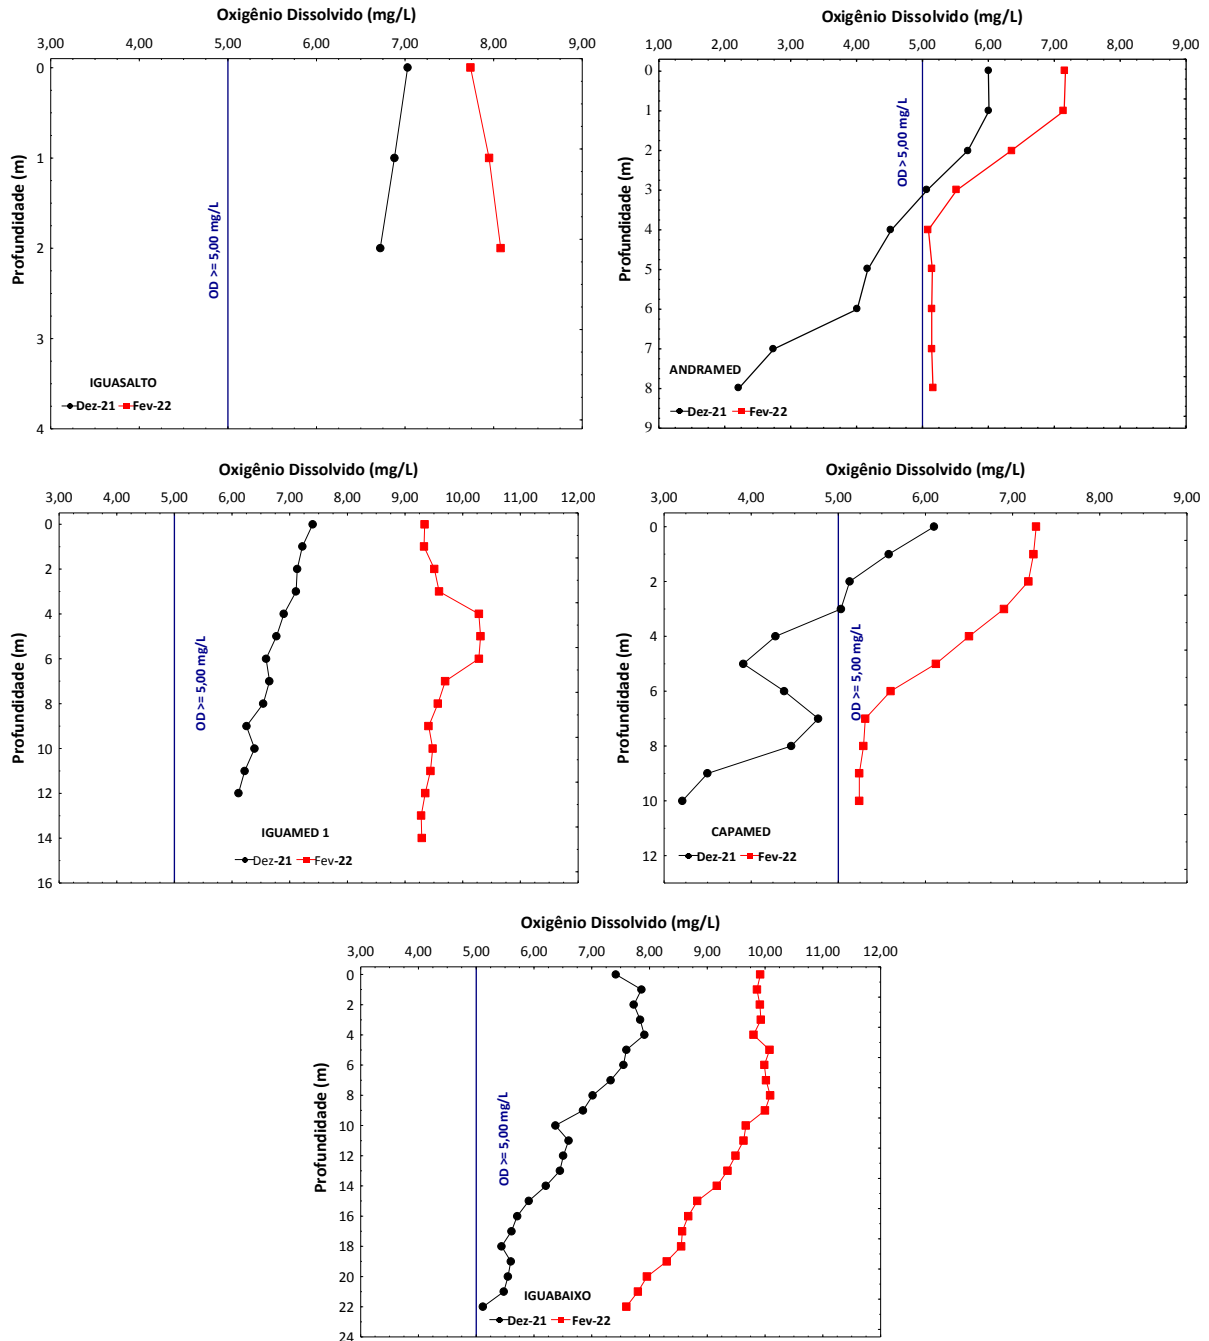 Oxigênio Dissolvido (mg/L)
3,00 4,00 5,00 6,00 7,00 8,00 9,00
0
1
2
3
4
Profundidade (m)
OD >= 5,00 mg/L
IGUASALTO
Dez-21 Fev-22
Oxigênio Dissolvido (mg/L)
1,00 2,00 3,00 4,00 5,00 6,00 7,00 8,00 9,00
0
1
2
3
4
5
6
7
8
9
Profundidade (m)
OD > 5,00 mg/L
ANDRAMED
Dez-21 Fev-22
Oxigênio Dissolvido (mg/L)
3,00 4,00 5,00 6,00 7,00 8,00 9,00 10,00 11,00 12,00
0
2
4
6
8
10
12
14
16
Profundidade (m)
OD >= 5,00 mg/L
IGUAMED 1
Dez-21 Fev-22
Oxigênio Dissolvido (mg/L)
3,00 4,00 5,00 6,00 7,00 8,00 9,00
0
2
4
6
8
10
12
Profundidade (m)
OD >= 5,00 mg/L
CAPAMED
Dez-21 Fev-22
Oxigênio Dissolvido (mg/L)
3,00 4,00 5,00 6,00 7,00 8,00 9,00 10,00 11,00 12,00
0
2
4
6
8
10
12
14
16
18
20
22
24
Profundidade (m)
OD >= 5,00 mg/L
IGUABAIXO
Dez-21 Fev-22